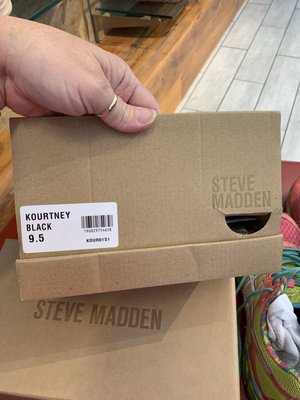 STEVE
MADDEN
KOURTNEY
BLACK
9.5
KOUR01S1
STEVE MADDEN